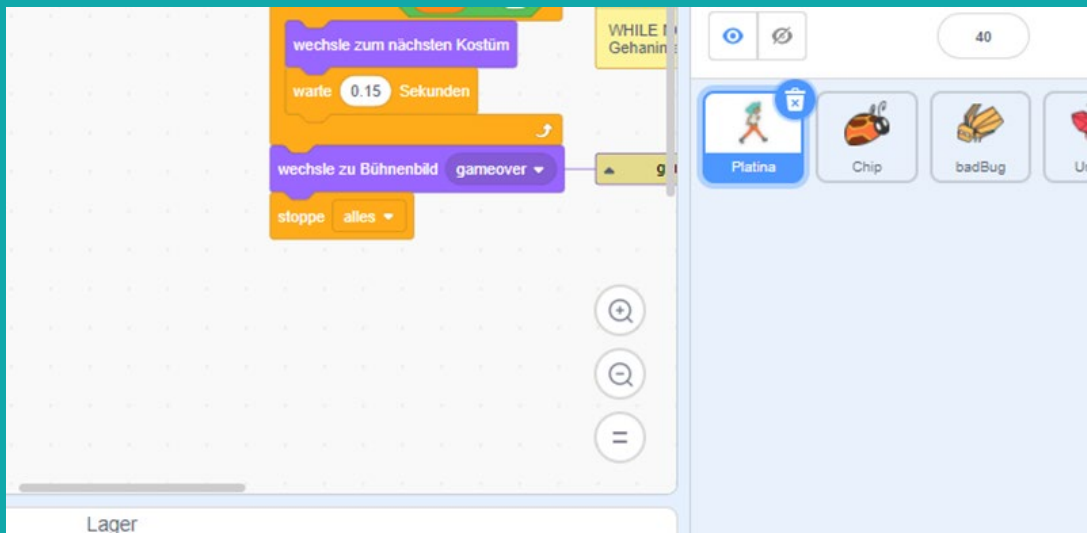 wechsle zum nächsten Kostüm
warte 0.15 Sekunden
wechsle zu Bühnenbild gameover
stoppe alles
WHILE
40
Platina
Chip
badBug
Lager